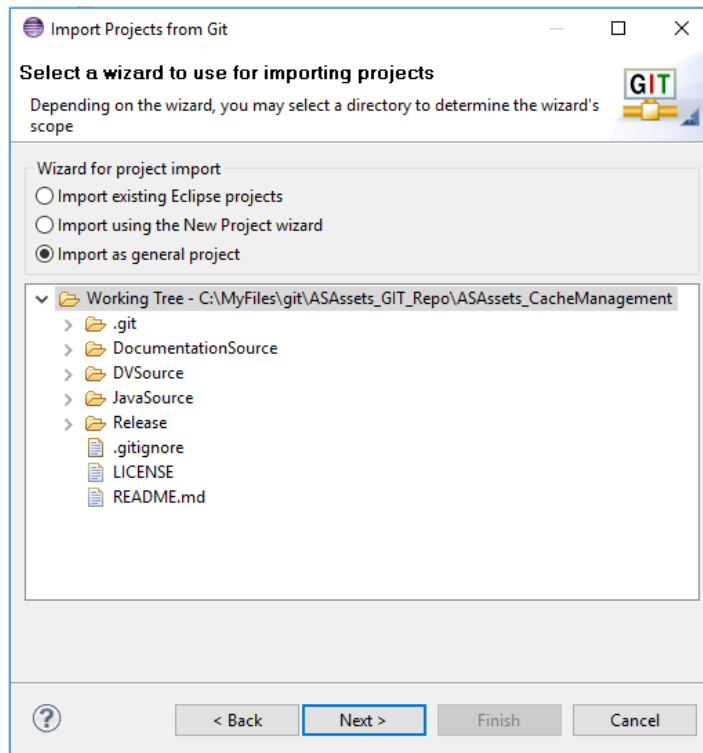 Import Projects from Git
Select a wizard to use for importing projects
Depending on the wizard, you may select a directory to determine the wizard's
scope
GIT
Wizard for project import
Import existing Eclipse projects
Import using the New Project wizard
Import as general project
Working Tree - C:\MyFiles\git\ASAssets_GIT_Repo\ASAssets_CacheManagement
.git
DocumentationSource
DVSource
JavaSource
Release
.gitignore
LICENSE
README.md
?
< Back
Next >
Finish
Cancel